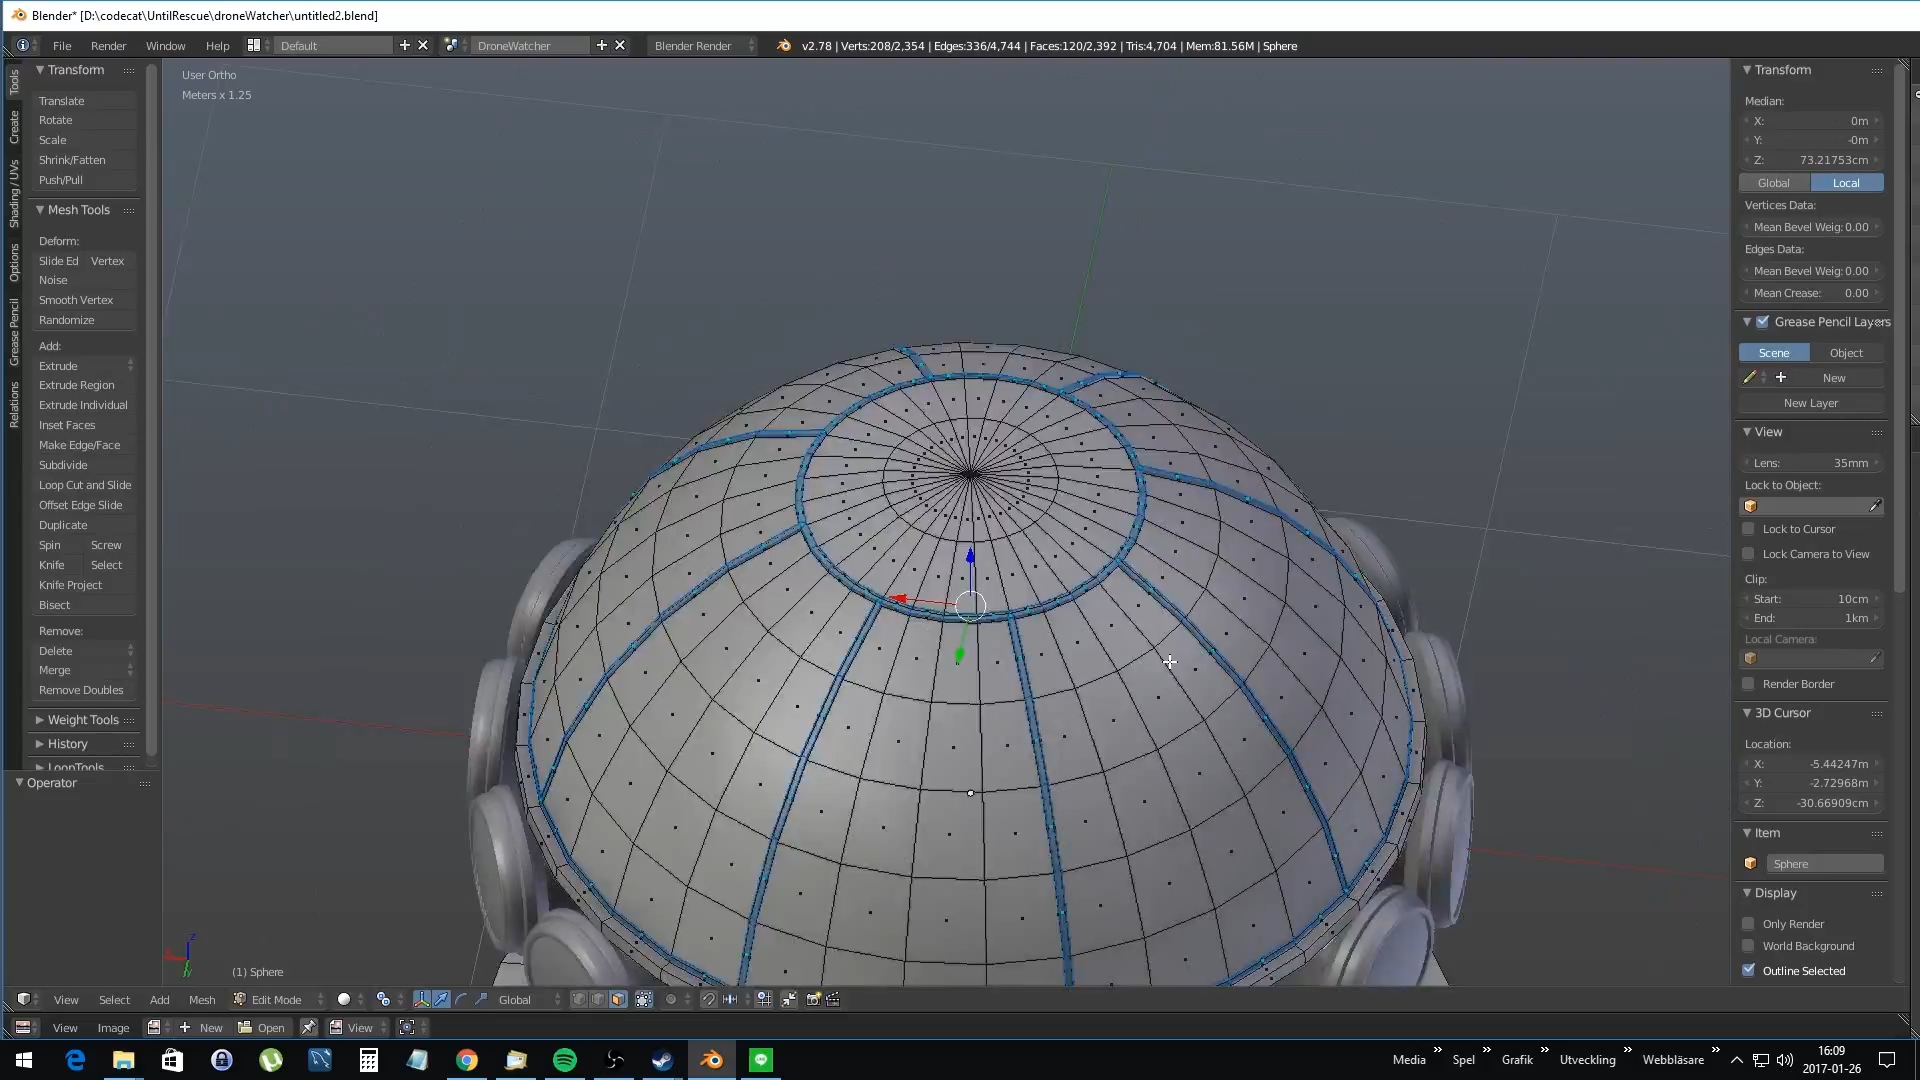 Blender* [D:\codecat\UntilRescue\droneWatcher\untitled2.blend]
File Render Window Help Default DroneWatcher Blender Render v2.78 | Verts:208/2,354 | Edges:336/4,744 | Faces:120/2,392 | Tris:4,704 | Mem:81.56M | Sphere
Tools
Create
Shading / UVs
Options
Grease Pencil
Relations
Transform
Translate
Rotate
Scale
Shrink/Fatten
Push/Pull
Mesh Tools
Deform:
Slide Ed Vertex
Noise
Smooth Vertex
Randomize
Add:
Extrude
Extrude Region
Extrude Individual
Inset Faces
Make Edge/Face
Subdivide
Loop Cut and Slide
Offset Edge Slide
Duplicate
Spin Screw
Knife Select
Knife Project
Bisect
Remove:
Delete
Merge
Remove Doubles
Weight Tools
History
LoopTools
Operator
User Ortho
Meters x 1.25
z
(1) Sphere
Transform
Median:
X: 0m
Y: -0m
Z: 73.21753cm
Global Local
Vertices Data:
Mean Bevel Weig: 0.00
Edges Data:
Mean Bevel Weig: 0.00
Mean Crease: 0.00
Grease Pencil Layers
Scene Object
New
New Layer
View
Lens: 35mm
Lock to Object:
Lock to Cursor
Lock Camera to View
Clip:
Start: 10cm
End: 1km
Local Camera:
Render Border
3D Cursor
Location:
X: -5.44247m
Y: -2.72968m
Z: -30.66909cm
Item
Sphere
Display
Only Render
World Background
Outline Selected
View Select Add Mesh Edit Mode Global
View Image New Open View
Media Spel Grafik Utveckling Webbläsare
16:09
2017-01-26